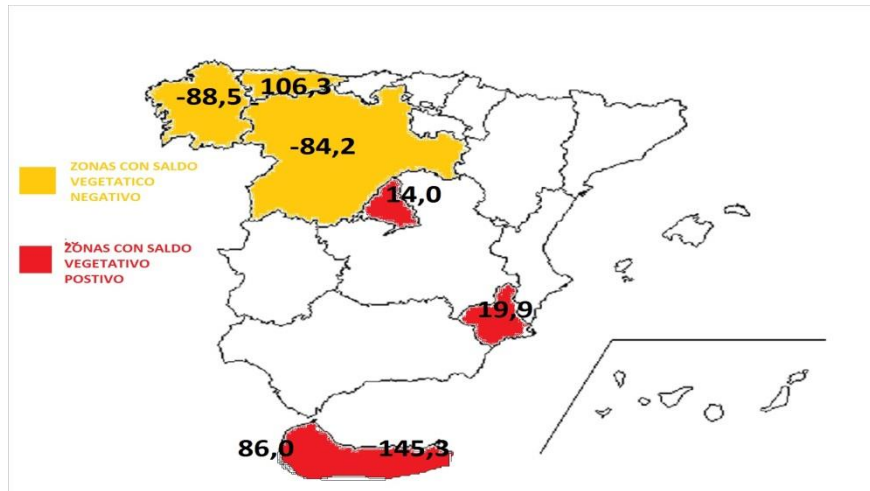 -88,5
106,3
-84,2
14,0
ZONAS CON SALDO
VEGETATICO
NEGATIVO
ZONAS CON SALDO
VEGETATIVO
POSTIVO
19,9
86,0
145,3